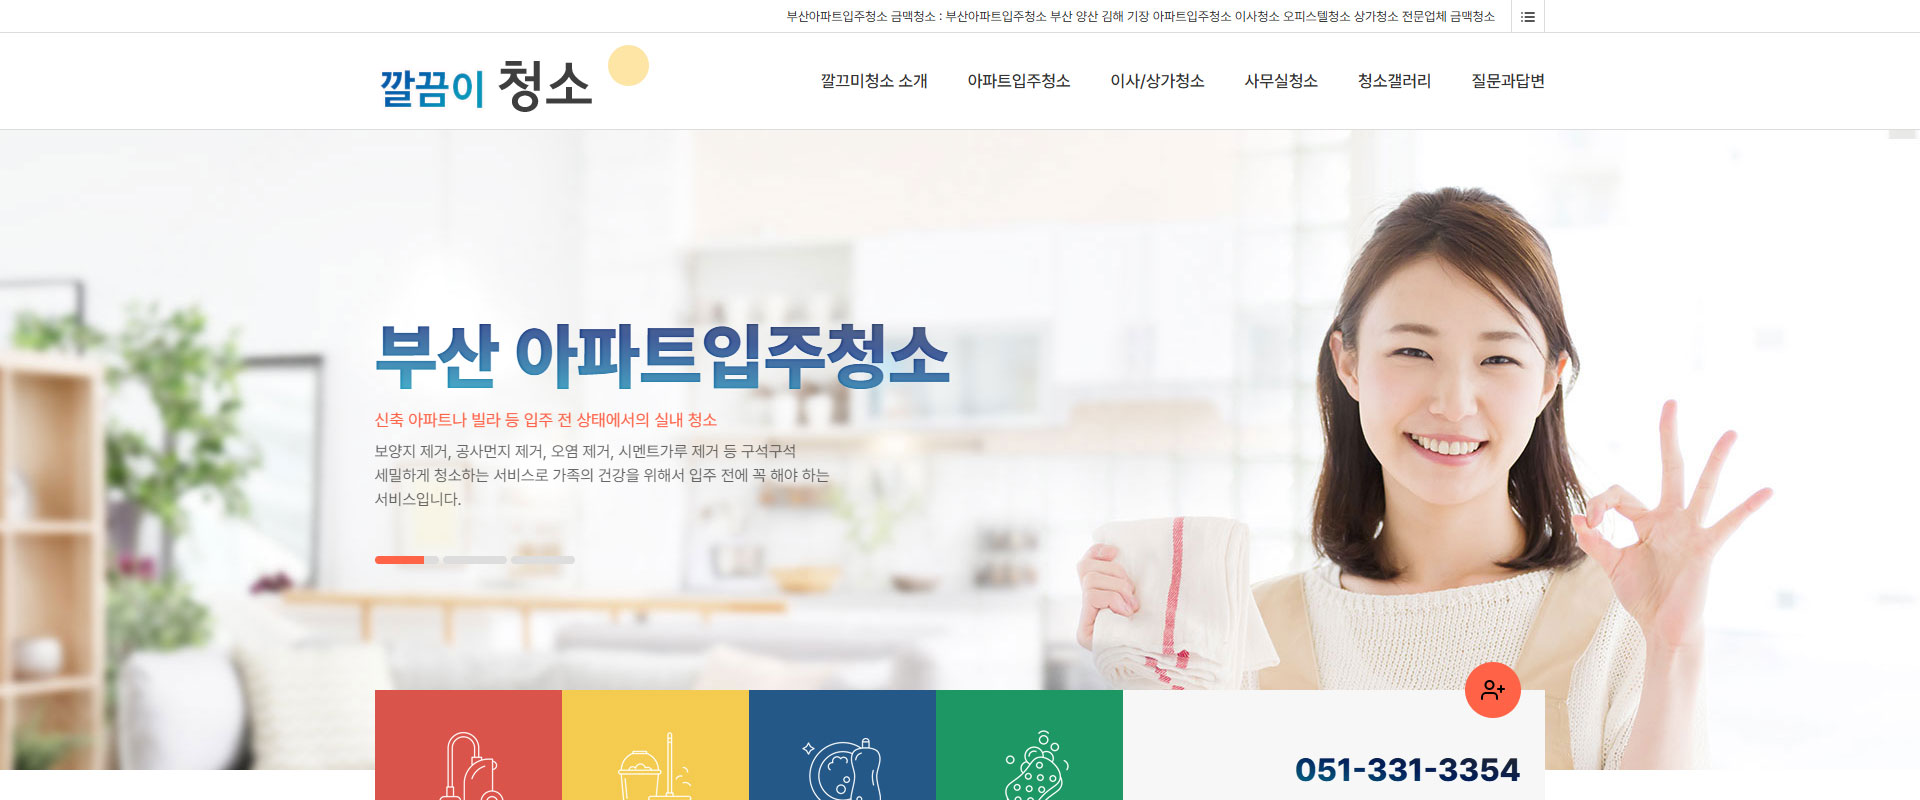 부산아파트입주청소 금맥청소 : 부산아파트입주청소 부산 양산 김해 기장 아파트입주청소 이사청소 오피스텔청소 상가청소 전문업체 금맥청소
깔끔이 청소
깔끄미청소 소개 아파트입주청소 이사/상가청소 사무실청소 청소갤러리 질문과답변
부산 아파트입주청소
신축 아파트나 빌라 등 입주 전 상태에서의 실내 청소
보양지 제거, 공사먼지 제거, 오염 제거, 시멘트가루 제거 등 구석구석
세밀하게 청소하는 서비스로 가족의 건강을 위해서 입주 전에 꼭 해야 하는
서비스입니다.
051-331-3354